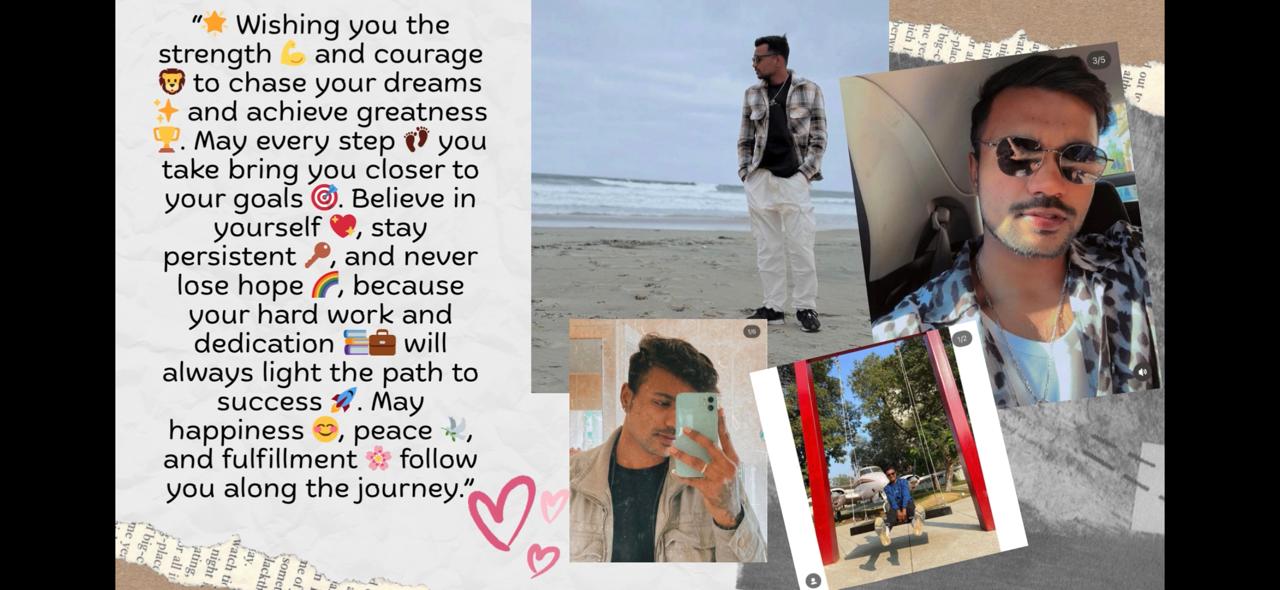 “🌟 Wishing you the
strength 💪 and courage
🦁 to chase your dreams
✨ and achieve greatness
🏆. May every step 👣 you
take bring you closer to
your goals 🎯. Believe in
yourself 💖, stay
persistent 🔑, and never
lose hope 🌈, because
your hard work and
dedication 📚💼 will
always light the path to
success 🚀. May
happiness 😊, peace 🕊️,
and fulfillment 🌸 follow
you along the journey.”
3/5
1/2